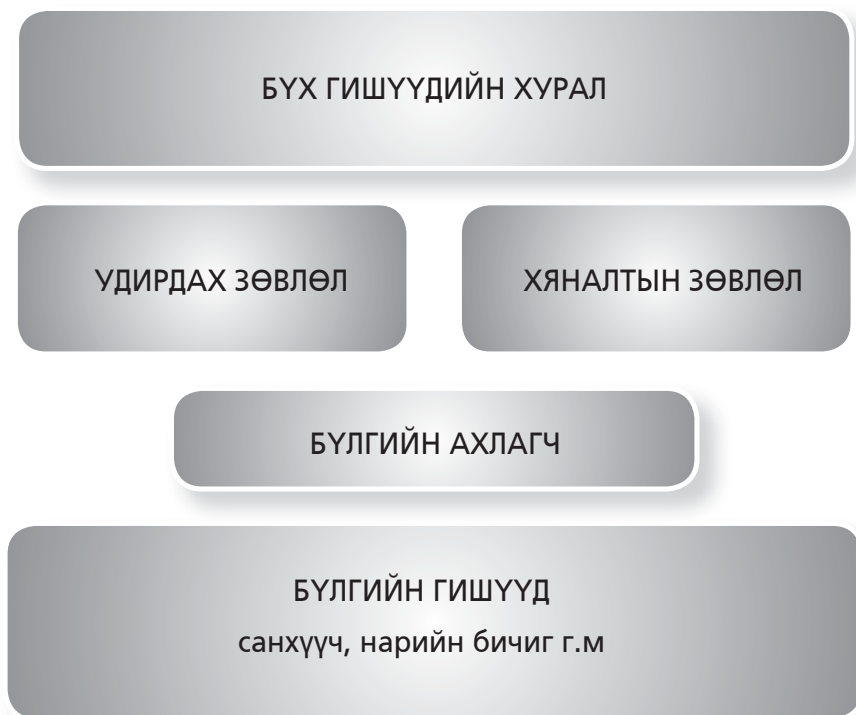 БҮХ ГИШҮҮДИЙН ХУРАЛ
УДИРДАХ ЗӨВЛӨЛ
ХЯНАЛТЫН ЗӨВЛӨЛ
БҮЛГИЙН АХЛАГЧ
БҮЛГИЙН ГИШҮҮД
санхүүч, нарийн бичиг г.м